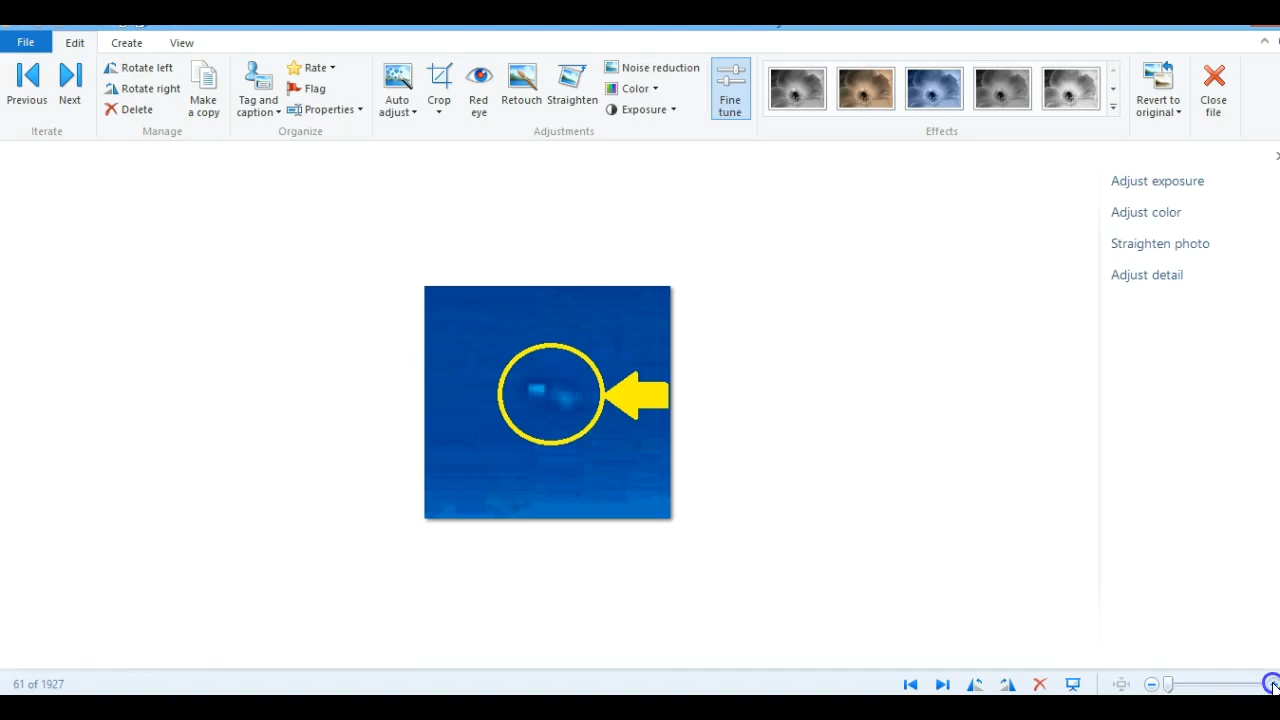 File Edit Create View
Previous Next
Iterate
Rotate left
Rotate right
Delete
Make
a copy
Manage
Tag and
caption
Rate
Flag
Properties
Organize
Auto
adjust
Crop
Red
eye
Retouch
Straighten
Noise reduction
Color
Exposure
Adjustments
Fine
tune
Effects
Revert to
original
Close
file
Adjust exposure
Adjust color
Straighten photo
Adjust detail
61 of 1927